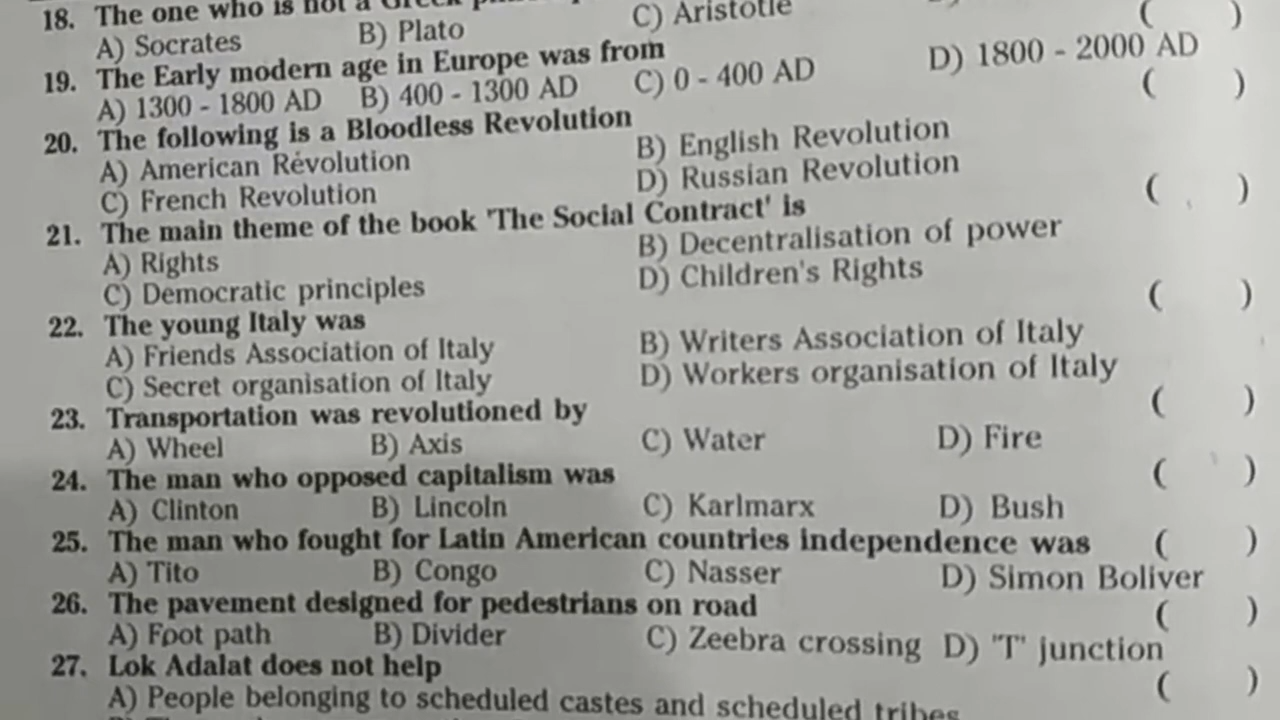 18. The one who is not a Greek
A) Socrates B) Plato C) Aristotle ( )
19. The Early modern age in Europe was from
A) 1300 - 1800 AD B) 400 - 1300 AD C) 0 - 400 AD D) 1800 - 2000 AD
20. The following is a Bloodless Revolution ( )
A) American Révolution B) English Revolution
C) French Revolution D) Russian Revolution
21. The main theme of the book 'The Social Contract' is ( )
A) Rights B) Decentralisation of power
C) Democratic principles D) Children's Rights
22. The young Italy was ( )
A) Friends Association of Italy B) Writers Association of Italy
C) Secret organisation of Italy D) Workers organisation of Italy
23. Transportation was revolutioned by ( )
A) Wheel B) Axis C) Water D) Fire
24. The man who opposed capitalism was ( )
A) Clinton B) Lincoln C) Karlmarx D) Bush
25. The man who fought for Latin American countries independence was ( )
A) Tito B) Congo C) Nasser D) Simon Boliver
26. The pavement designed for pedestrians on road ( )
A) Foot path B) Divider C) Zeebra crossing D) "T" junction
27. Lok Adalat does not help ( )
A) People belonging to scheduled castes and scheduled tribes